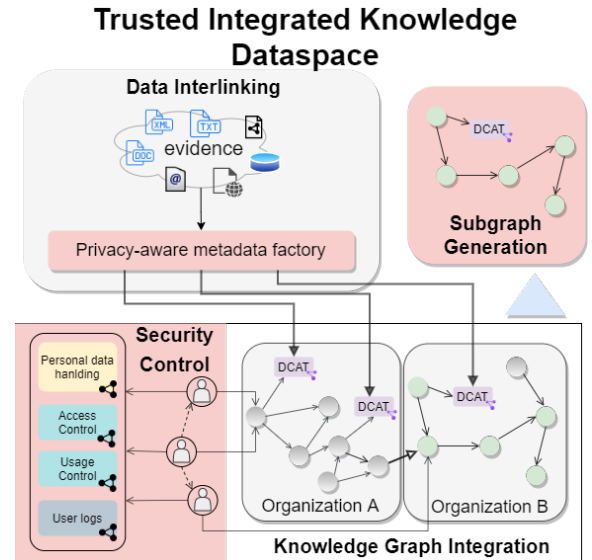 Trusted Integrated Knowledge
Dataspace
Data Interlinking
XML
TXT
evidence
DOC
@
Privacy-aware metadata factory
DCAT
Subgraph
Generation
Security
Control
Personal data
hanlding
Access
Control
Usage
Control
User logs
DCAT
DCAT
Organization A
DCAT
Organization B
Knowledge Graph Integration